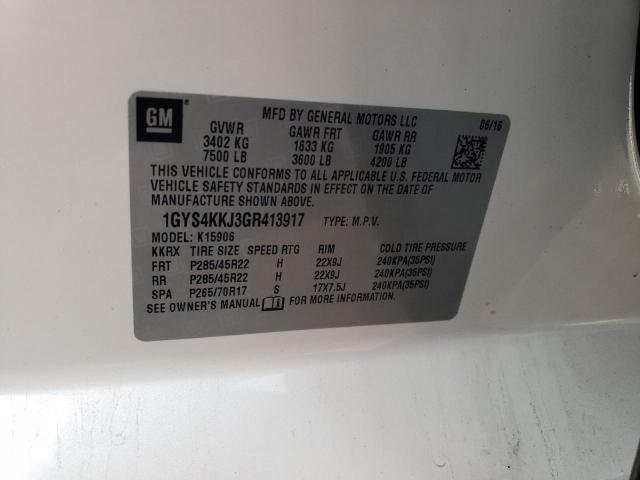 GM
MFD BY GENERAL MOTORS LLC 06/16
GVWR GAWR FRT GAWR RR
3402 KG 1633 KG 1905 KG
7500 LB 3600 LB 4200 LB
THIS VEHICLE CONFORMS TO ALL APPLICABLE U.S. FEDERAL MOTOR
VEHICLE SAFETY STANDARDS IN EFFECT ON THE DATE OF
MANUFACTURE SHOWN ABOVE.
1GYS4KKJ3GR413917 TYPE: M.P.V.
MODEL: K15906
KKRX TIRE SIZE SPEED RTG RIM COLD TIRE PRESSURE
FRT P285/45R22 H 22X9J 240KPA(35PSI)
RR P285/45R22 H 22X9J 240KPA(35PSI)
SPA P265/70R17 S 17X7.5J 240KPA(35PSI)
SEE OWNER'S MANUAL FOR MORE INFORMATION.